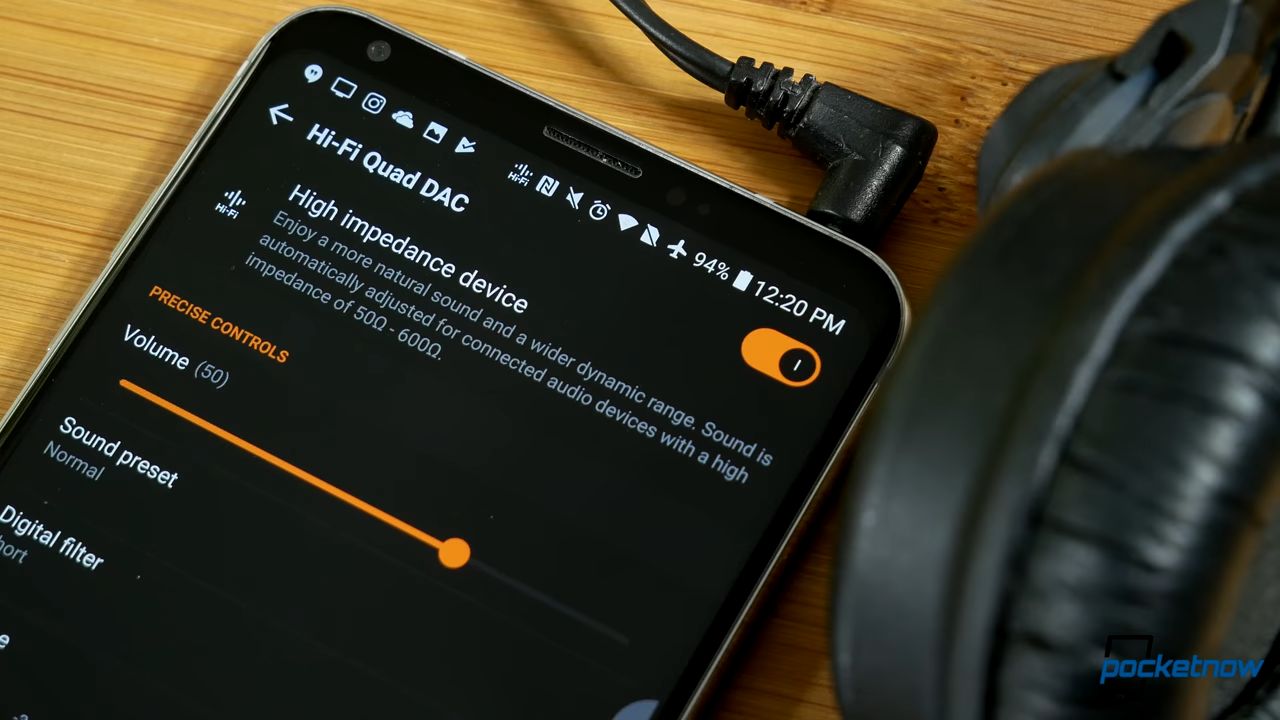 Hi-Fi
94% 12:20 PM
Hi-Fi Quad DAC
Hi-Fi
High impedance device
Enjoy a more natural sound and a wider dynamic range. Sound is
automatically adjusted for connected audio devices with a high
impedance of 50Ω - 600Ω.
PRECISE CONTROLS
Volume (50)
Sound preset
Normal
Digital filter
hort
e
pocketnow